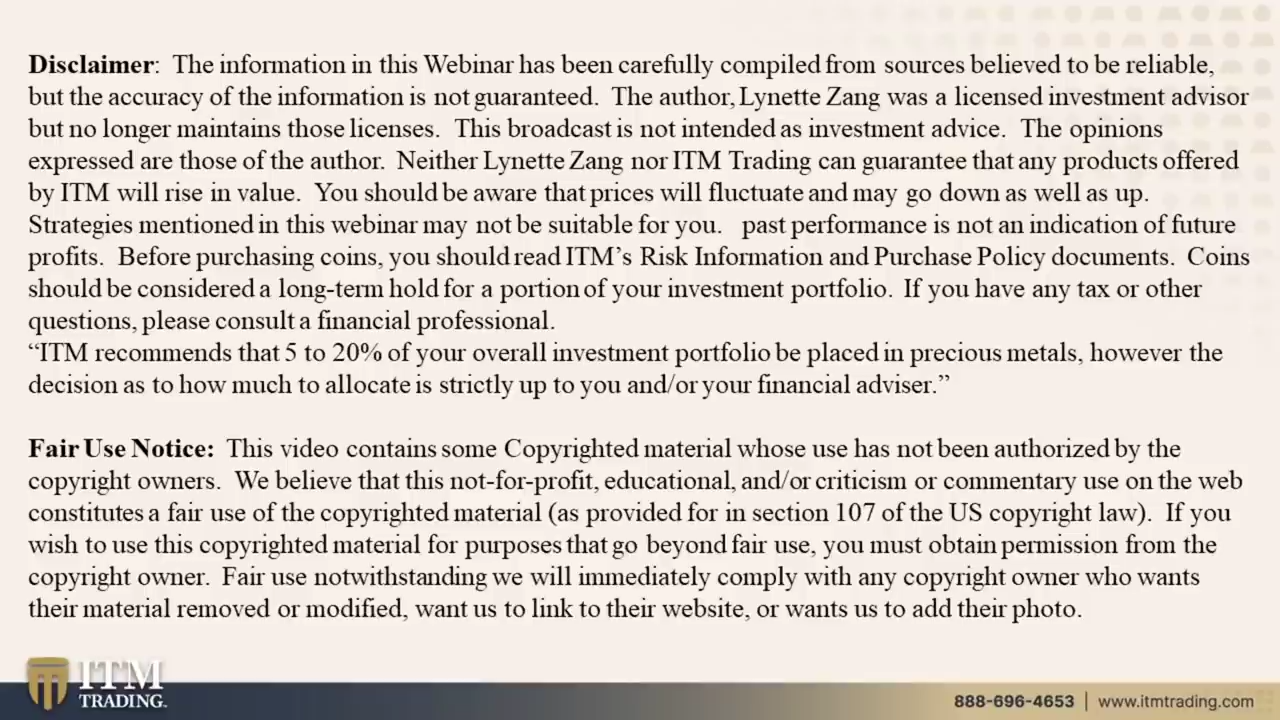 Disclaimer: The information in this Webinar has been carefully compiled from sources believed to be reliable,
but the accuracy of the information is not guaranteed. The author, Lynette Zang was a licensed investment advisor
but no longer maintains those licenses. This broadcast is not intended as investment advice. The opinions
expressed are those of the author. Neither Lynette Zang nor ITM Trading can guarantee that any products offered
by ITM will rise in value. You should be aware that prices will fluctuate and may go down as well as up.
Strategies mentioned in this webinar may not be suitable for you. past performance is not an indication of future
profits. Before purchasing coins, you should read ITM’s Risk Information and Purchase Policy documents. Coins
should be considered a long-term hold for a portion of your investment portfolio. If you have any tax or other
questions, please consult a financial professional.
“ITM recommends that 5 to 20% of your overall investment portfolio be placed in precious metals, however the
decision as to how much to allocate is strictly up to you and/or your financial adviser.”
Fair Use Notice: This video contains some Copyrighted material whose use has not been authorized by the
copyright owners. We believe that this not-for-profit, educational, and/or criticism or commentary use on the web
constitutes a fair use of the copyrighted material (as provided for in section 107 of the US copyright law). If you
wish to use this copyrighted material for purposes that go beyond fair use, you must obtain permission from the
copyright owner. Fair use notwithstanding we will immediately comply with any copyright owner who wants
their material removed or modified, want us to link to their website, or wants us to add their photo.
ITM
TRADING
888-696-4653 | www.itmtrading.com